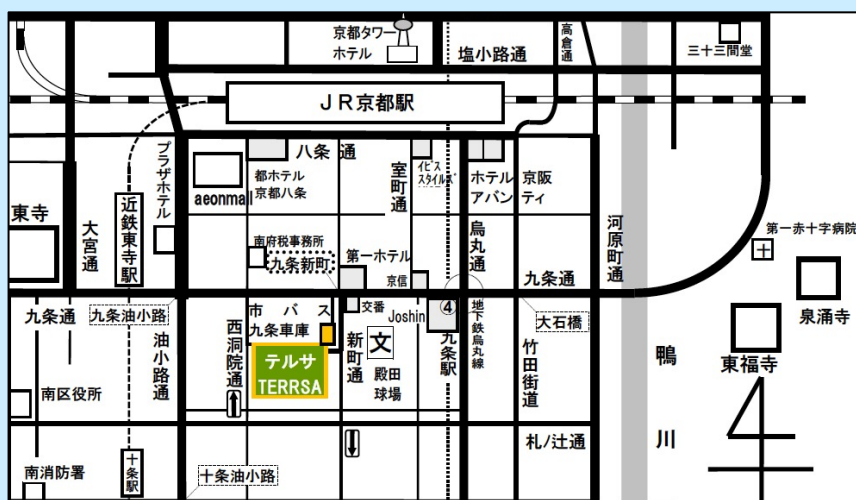 京都タワー
ホテル
塩小路通
高倉通
三十三間堂
JR京都駅
プラザホテル
八条通
都ホテル
京都八条
aeonmall
室町通
イビス
スタイルズ
ホテル 京阪
アバンティ
東寺
大宮通
近鉄東寺駅
南府税事務所
九条新町
第一ホテル
京信
烏丸通
九条通
河原町通
第一赤十字病院
泉涌寺
東福寺
九条通
九条油小路
油小路通
西洞院通
市バス
九条車庫
テルサ
TERRSA
交番
新町通
文
殿田
球場
Joshin
④
九条駅
地下鉄烏丸線
大石橋
竹田街道
鴨川
南区役所
札ノ辻通
南消防署
十条駅
十条油小路